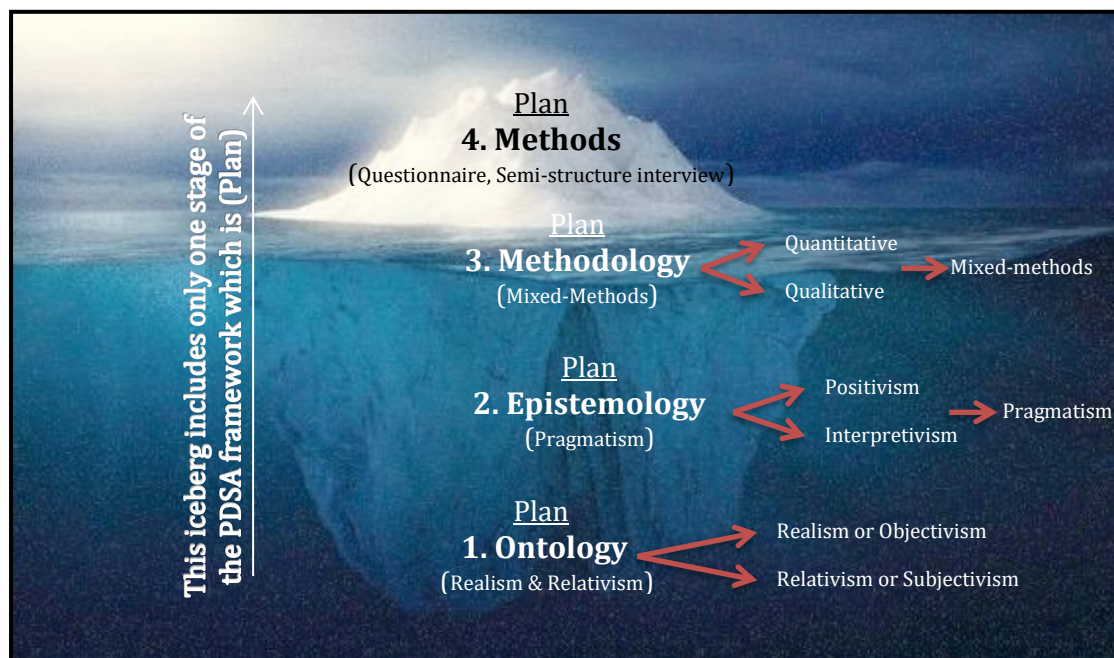 This iceberg includes only one stage of
the PDSA framework which is (Plan)
Plan
4. Methods
(Questionnaire, Semi-structure interview)
Plan
3. Methodology
(Mixed-Methods)
Quantitative
Qualitative
Mixed-methods
Plan
2. Epistemology
(Pragmatism)
Positivism
Interpretivism
Pragmatism
Plan
1. Ontology
(Realism & Relativism)
Realism or Objectivism
Relativism or Subjectivism